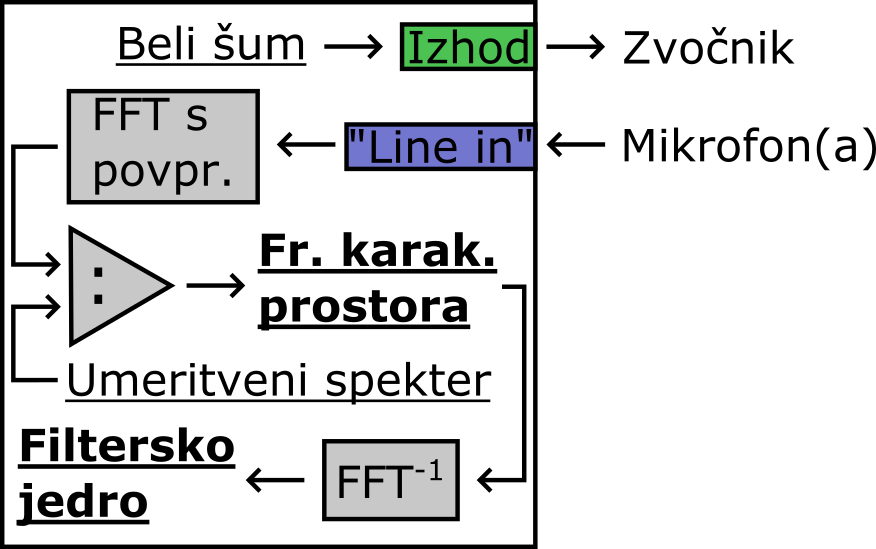 Beli šum Izhod Zvočnik
FFT s
povpr.
"Line in" Mikrofon(a)
:
Fr. karak.
prostora
Umeritveni spekter
Filtersko
jedro
FFT⁻¹